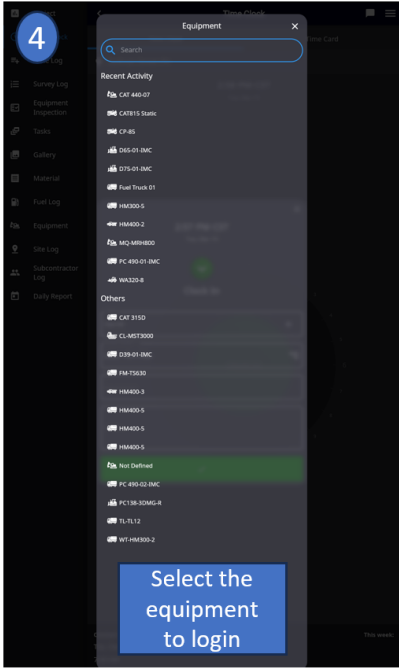 4
Time Clock
Equipment
Search
Time Card
Log
Recent Activity
CAT 440-07
CAT815 Static
CP-85
D65-01-IMC
D75-01-IMC
Fuel Truck 01
HM300-5
HM400-2
MQ-MRH800
PC 490-01-IMC
WA320-8
Others
CAT 315D
CL-MST3000
D39-01-IMC
FM-TS630
HM400-3
HM400-5
HM400-5
HM400-5
Not Defined
PC 490-02-IMC
PC138-3DMG-R
TL-TL12
WT-HM300-2
Survey Log
Equipment
Inspection
Tasks
Gallery
Material
Fuel Log
Equipment
Site Log
Subcontractor
Log
Daily Report
Select the
equipment
to login
This week: